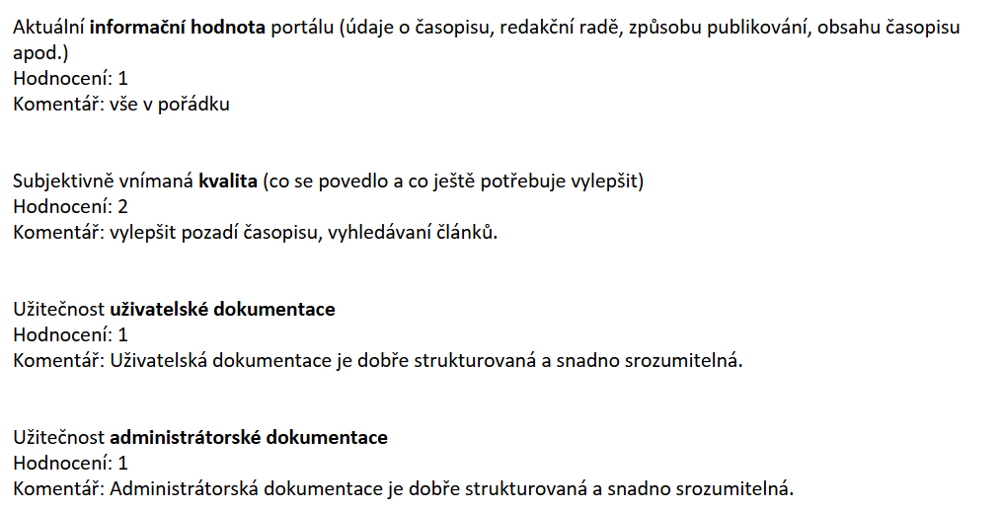 Aktuální informační hodnota portálu (údaje o časopisu, redakční radě, způsobu publikování, obsahu časopisu
apod.)
Hodnocení: 1
Komentář: vše v pořádku
Subjektivně vnímaná kvalita (co se povedlo a co ještě potřebuje vylepšit)
Hodnocení: 2
Komentář: vylepšit pozadí časopisu, vyhledávaní článků.
Užitečnost uživatelské dokumentace
Hodnocení: 1
Komentář: Uživatelská dokumentace je dobře strukturovaná a snadno srozumitelná.
Užitečnost administrátorské dokumentace
Hodnocení: 1
Komentář: Administrátorská dokumentace je dobře strukturovaná a snadno srozumitelná.